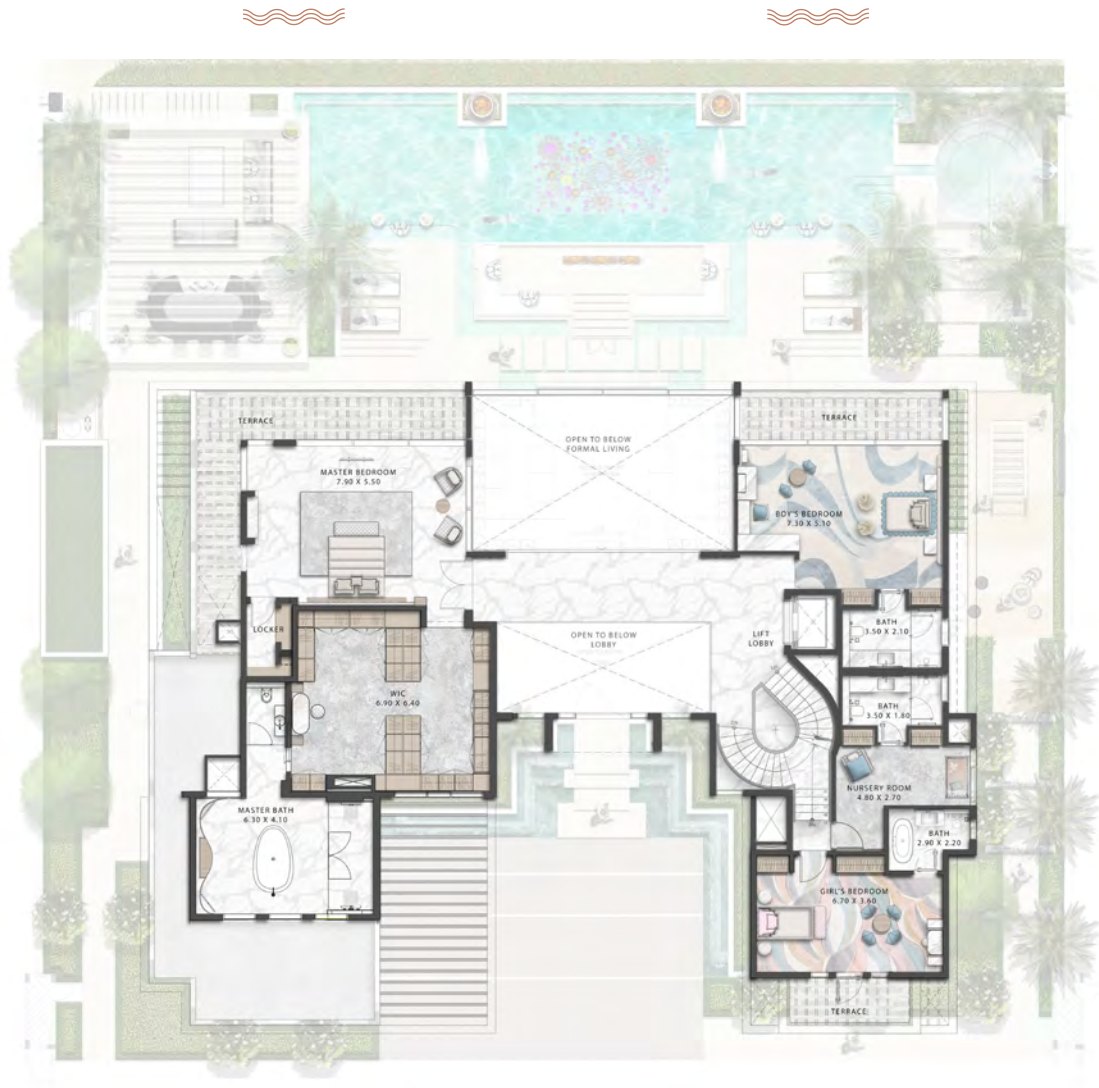 TERRACE
MASTER BEDROOM
7.90 X 5.50
OPEN TO BELOW
FORMAL LIVING
TERRACE
BOY'S BEDROOM
7.30 X 5.10
LOCKER
OPEN TO BELOW
LOBBY
LIFT
LOBBY
BATH
3.50 X 2.10
WIC
6.90 X 6.40
BATH
3.50 X 1.80
NURSERY ROOM
4.80 X 2.70
MASTER BATH
6.30 X 4.10
BATH
2.90 X 2.20
GIRL'S BEDROOM
6.70 X 3.60
TERRACE